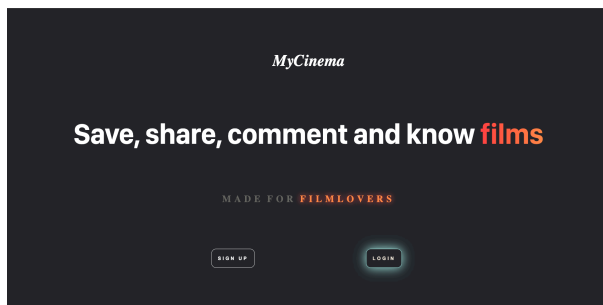 MyCinema
Save, share, comment and know films
MADE FOR FILMLOVERS
SIGN UP
LOGIN